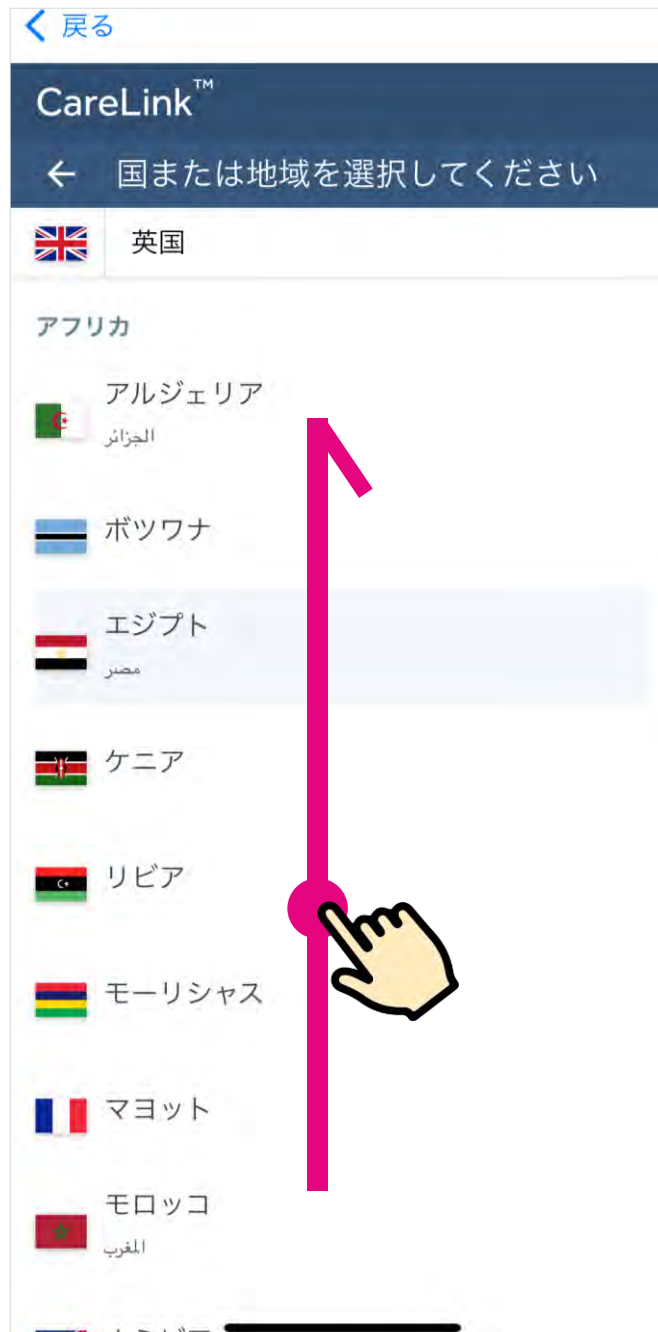 戻る
CareLink™
国または地域を選択してください
英国
アフリカ
アルジェリア
الجزائر
ボツワナ
エジプト
مصر
ケニア
リビア
モーリシャス
マヨット
モロッコ
المغرب